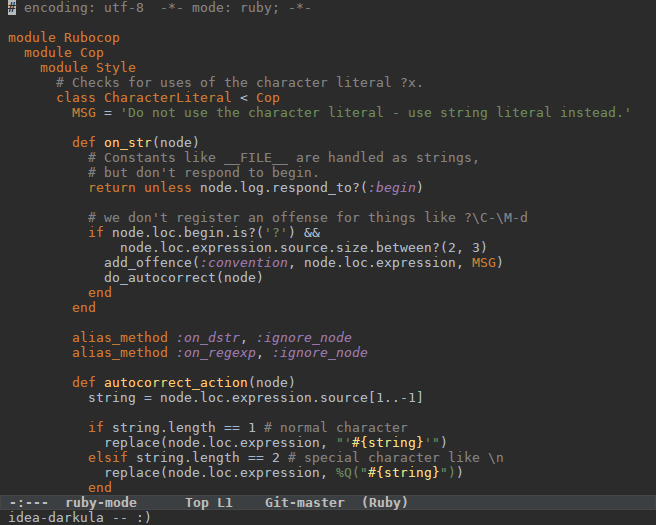 # encoding: utf-8  -*- mode: ruby; -*-

module Rubocop
  module Cop
    module Style
      # Checks for uses of the character literal ?x.
      class CharacterLiteral < Cop
        MSG = 'Do not use the character literal - use string literal instead.'

        def on_str(node)
          # Constants like __FILE__ are handled as strings,
          # but don't respond to begin.
          return unless node.log.respond_to?(:begin)

          # we don't register an offense for things like ?\C-\M-d
          if node.loc.begin.is?('?') &&
              node.loc.expression.source.size.between?(2, 3)
            add_offence(:convention, node.loc.expression, MSG)
            do_autocorrect(node)
          end
        end

        alias_method :on_dstr, :ignore_node
        alias_method :on_regexp, :ignore_node

        def autocorrect_action(node)
          string = node.loc.expression.source[1..-1]

          if string.length == 1 # normal character
            replace(node.loc.expression, "'#{string}'")
          elsif string.length == 2 # special character like \n
            replace(node.loc.expression, %Q("#{string}"))
          end
-:---  ruby-mode      Top L1    Git-master  (Ruby)
idea-darkula -- :)